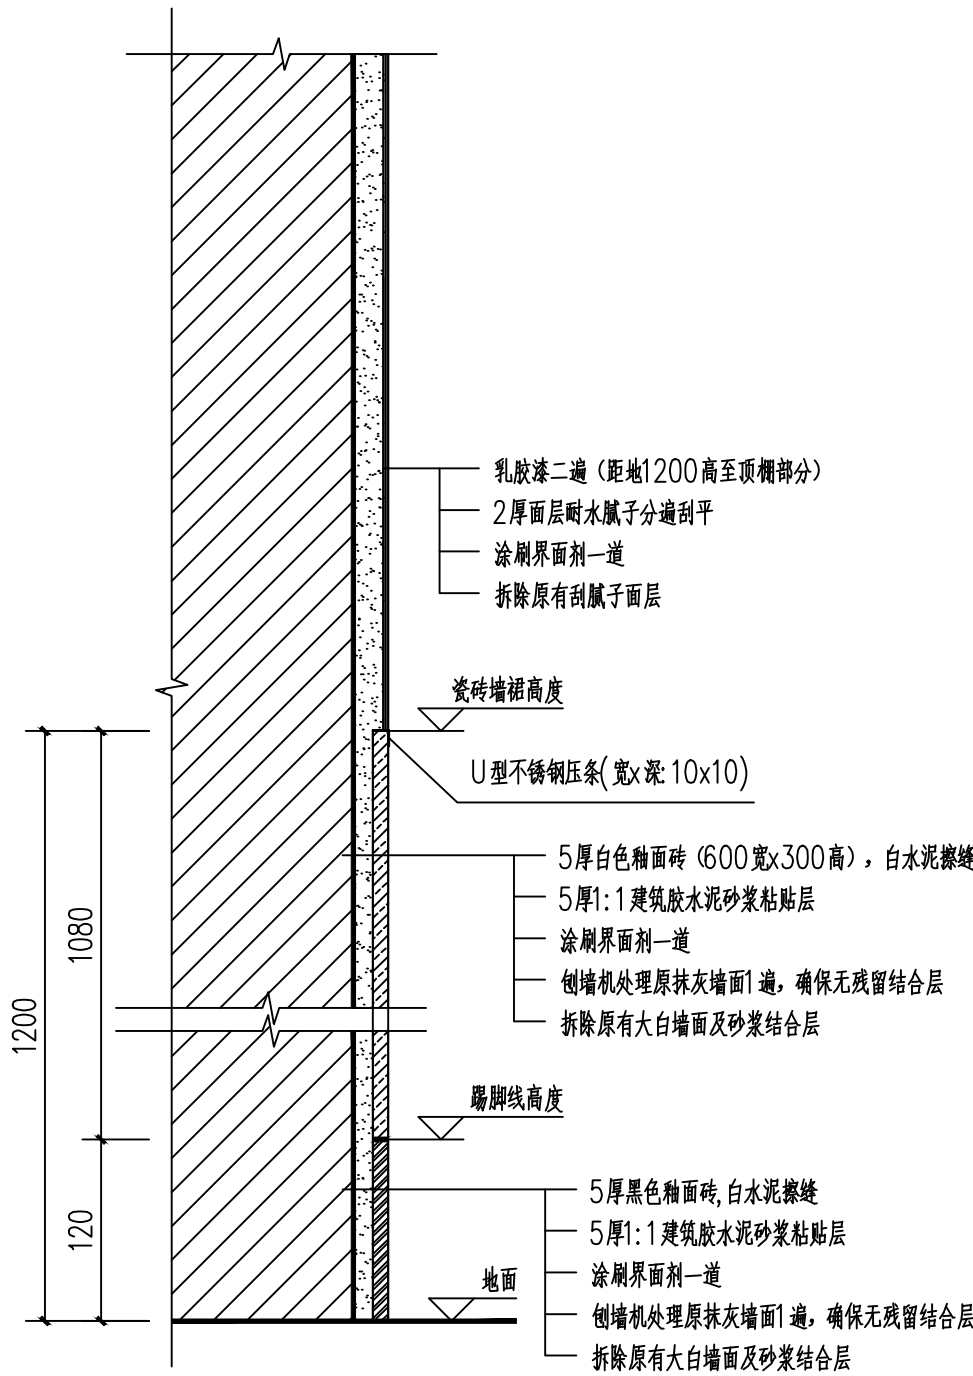 乳胶漆二遍（距地1200高至顶棚部分）
2厚面层耐水腻子分遍刮平
涂刷界面剂一道
拆除原有刮腻子面层
瓷砖墙裙高度
U型不锈钢压条(宽x深:10x10)
5厚白色釉面砖（600宽x300高），白水泥擦缝
5厚1:1建筑胶水泥砂浆粘贴层
涂刷界面剂一道
刨墙机处理原抹灰墙面1遍，确保无残留结合层
拆除原有大白墙面及砂浆结合层
1080
1200
踢脚线高度
5厚黑色釉面砖,白水泥擦缝
5厚1:1建筑胶水泥砂浆粘贴层
涂刷界面剂一道
刨墙机处理原抹灰墙面1遍，确保无残留结合层
拆除原有大白墙面及砂浆结合层
120
地面